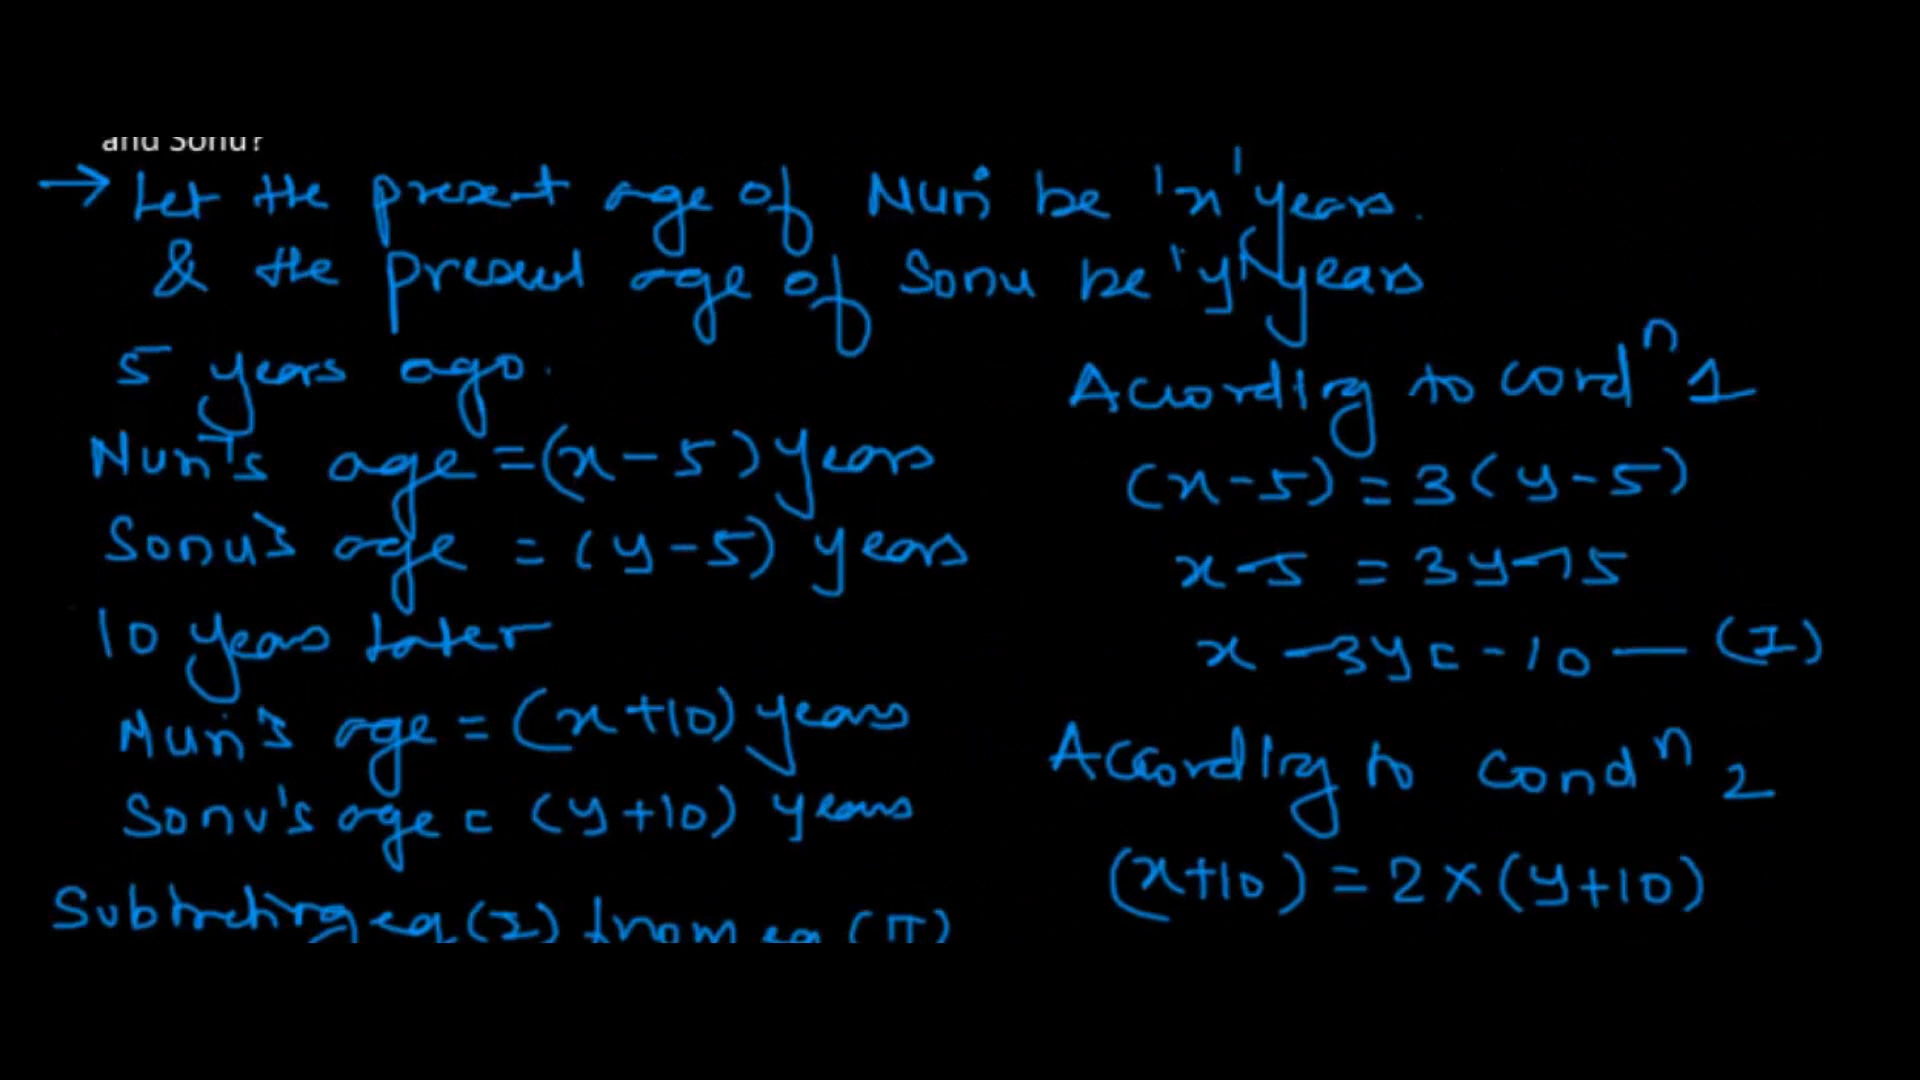 and Sonu?
→ Let the present age of Nuri be 'x' years.
& the present age of Sonu be 'y' years
5 years ago.
Nuri's age = (x-5) years
Sonu's age = (y-5) years
10 years later
Nuri's age = (x+10) years
Sonu's age = (y+10) years
Subtracting eq (I) from eq (II)
According to condⁿ 1
(x-5) = 3(y-5)
x-5 = 3y-15
x-3y = -10 — (I)
According to condⁿ 2
(x+10) = 2×(y+10)